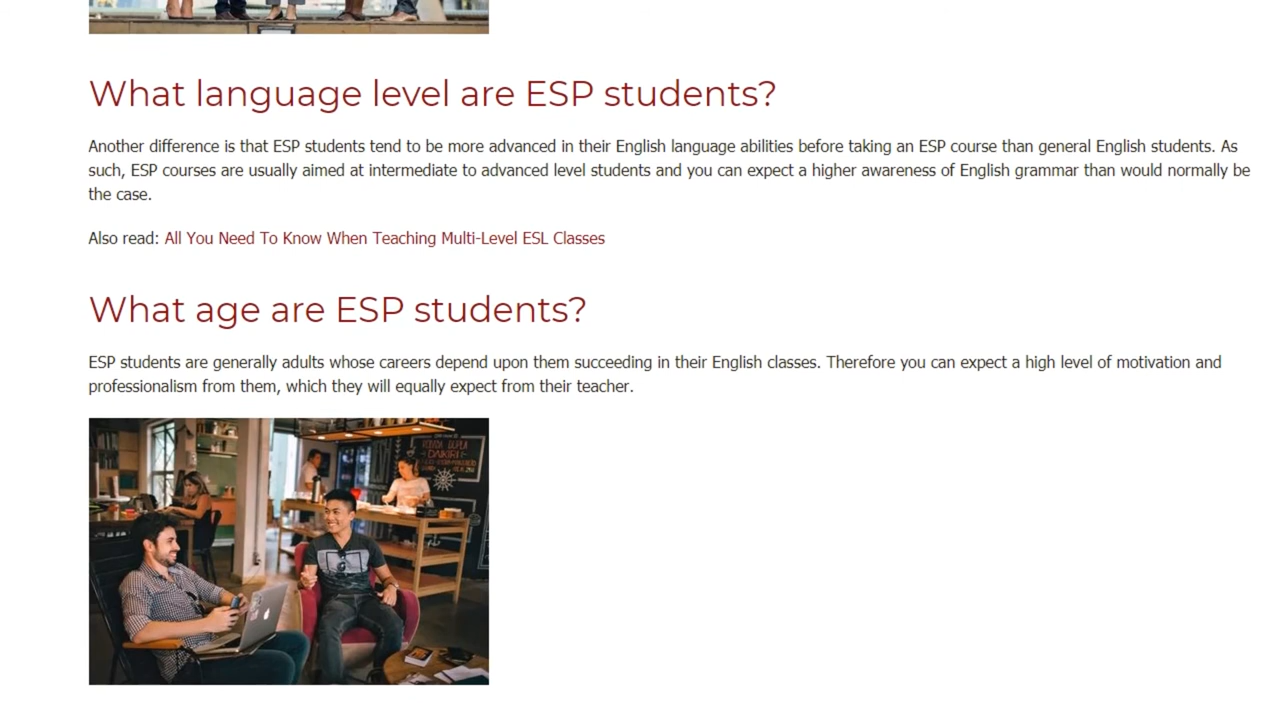 What language level are ESP students?
Another difference is that ESP students tend to be more advanced in their English language abilities before taking an ESP course than general English students. As
such, ESP courses are usually aimed at intermediate to advanced level students and you can expect a higher awareness of English grammar than would normally be
the case.
Also read: All You Need To Know When Teaching Multi-Level ESL Classes
What age are ESP students?
ESP students are generally adults whose careers depend upon them succeeding in their English classes. Therefore you can expect a high level of motivation and
professionalism from them, which they will equally expect from their teacher.
DUPLA
DAIKIRI